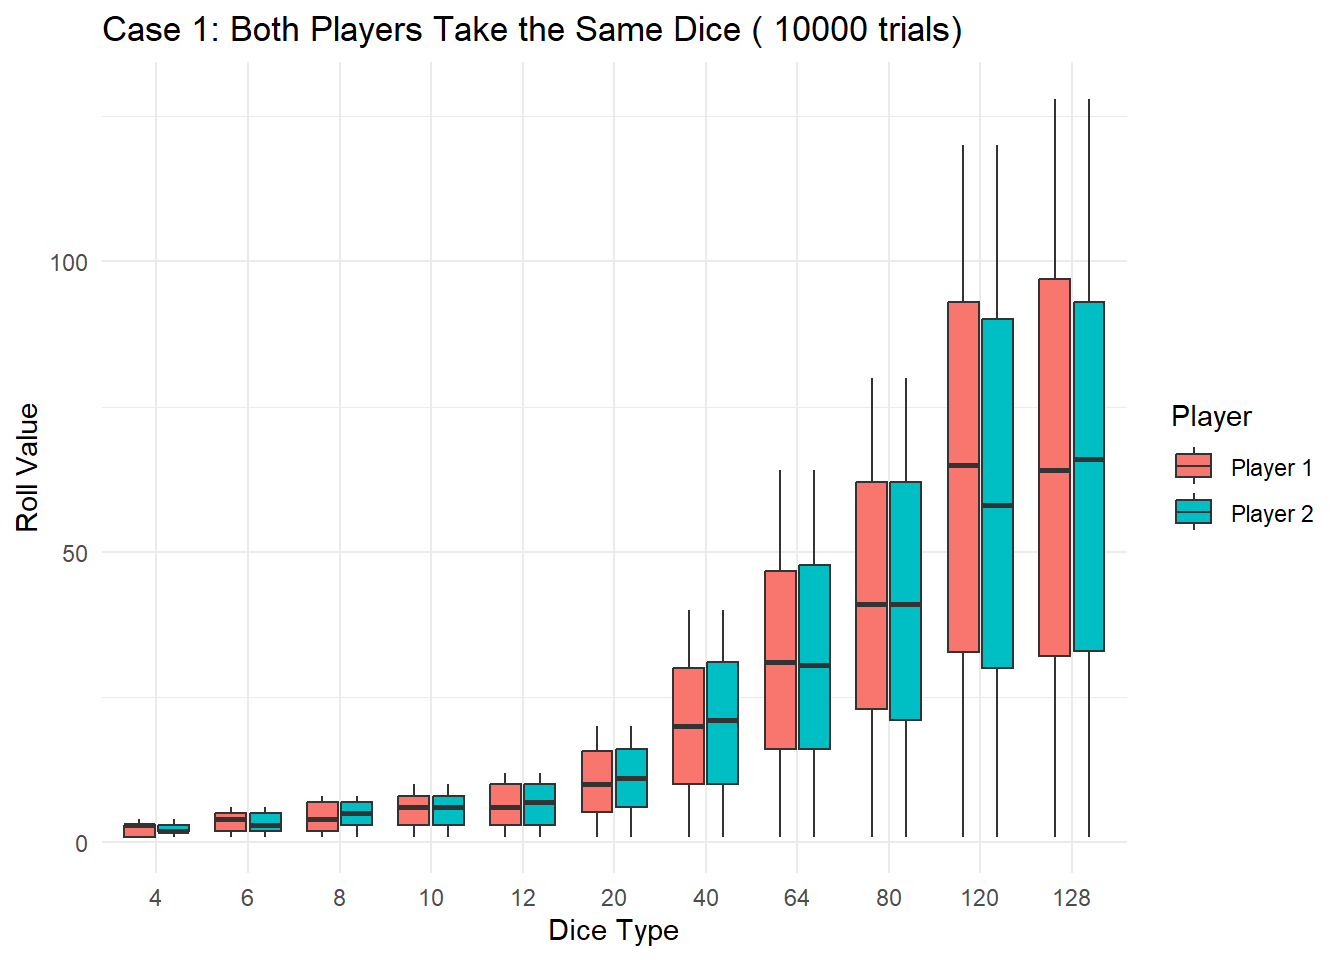 Case 1: Both Players Take the Same Dice ( 10000 trials)
100
50
0
Roll Value
4 6 8 10 12 20 40 64 80 120 128
Dice Type
Player
Player 1
Player 2